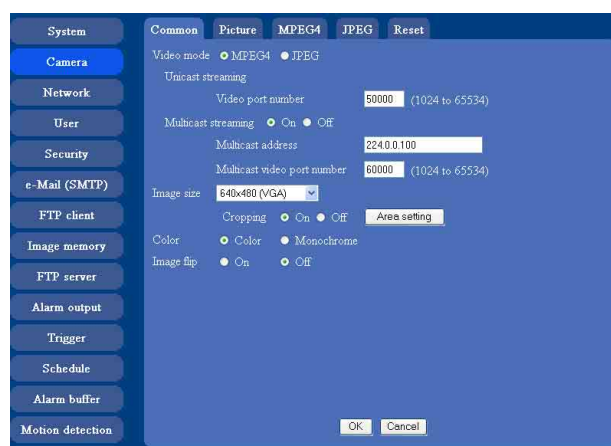 System
Camera
Network
User
Security
e-Mail (SMTP)
FTP client
Image memory
FTP server
Alarm output
Trigger
Schedule
Alarm buffer
Motion detection
Common Picture MPEG4 JPEG Reset
Video mode MPEG4 JPEG
Unicast streaming
Video port number 50000 (1024 to 65534)
Multicast streaming On Off
Multicast address 224.0.0.100
Multicast video port number 60000 (1024 to 65534)
Image size 640x480 (VGA)
Cropping On Off Area setting
Color Color Monochrome
Image flip On Off
OK Cancel